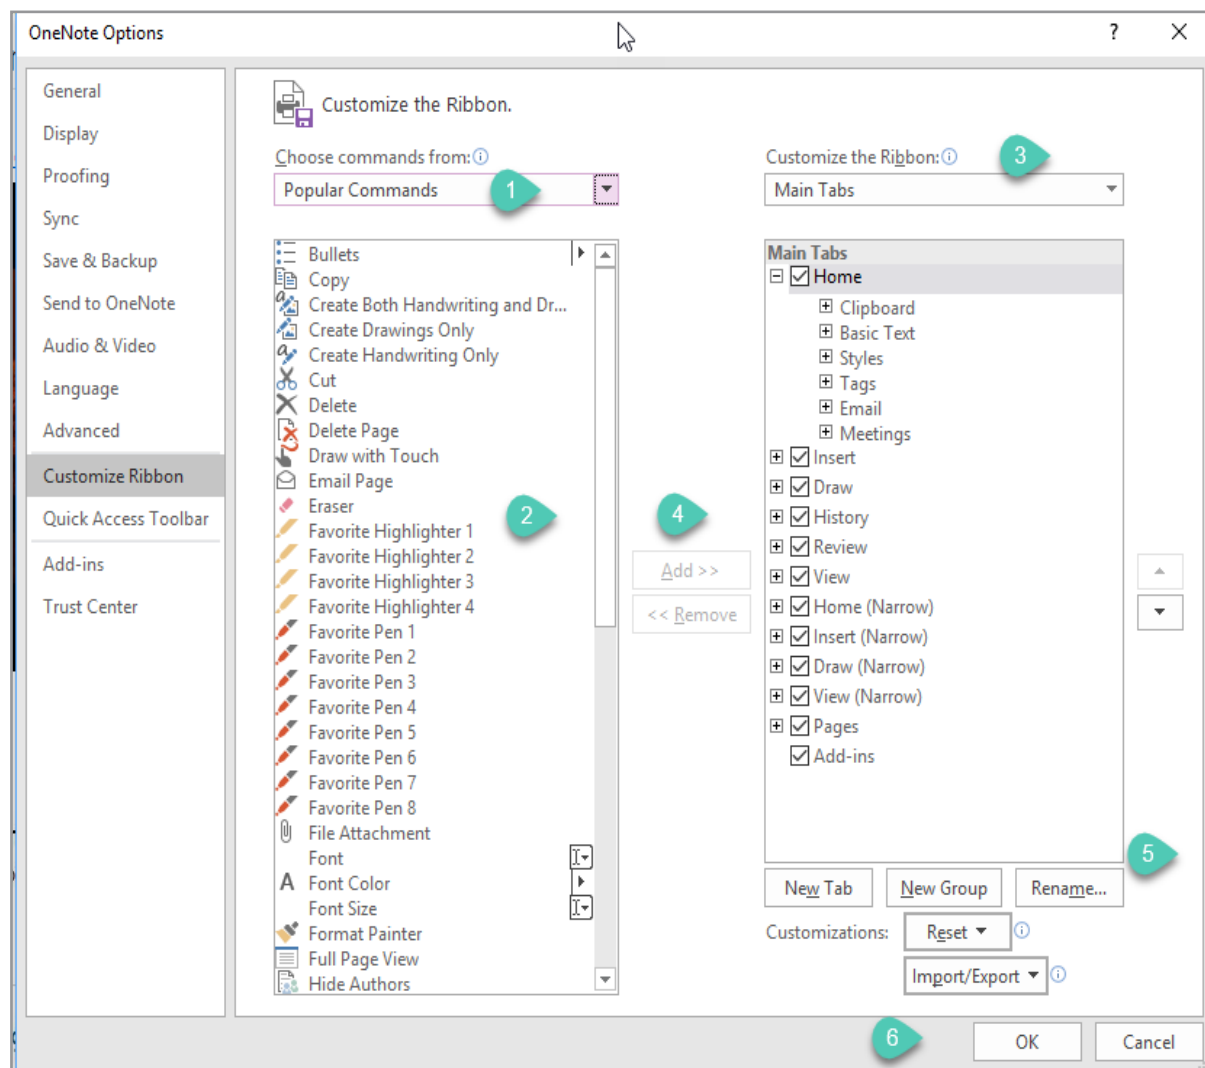 OneNote Options
?
General
Display
Proofing
Sync
Save & Backup
Send to OneNote
Audio & Video
Language
Advanced
Customize Ribbon
Quick Access Toolbar
Add-ins
Trust Center
Customize the Ribbon.
Choose commands from:
Popular Commands
1
Bullets
Copy
Create Both Handwriting and Dr...
Create Drawings Only
Create Handwriting Only
Cut
Delete
Delete Page
Draw with Touch
Email Page
Eraser
Favorite Highlighter 1
Favorite Highlighter 2
Favorite Highlighter 3
Favorite Highlighter 4
Favorite Pen 1
Favorite Pen 2
Favorite Pen 3
Favorite Pen 4
Favorite Pen 5
Favorite Pen 6
Favorite Pen 7
Favorite Pen 8
File Attachment
Font
Font Color
Font Size
Format Painter
Full Page View
Hide Authors
2
4
Add >>
<< Remove
Customize the Ribbon:
3
Main Tabs
Main Tabs
Home
Clipboard
Basic Text
Styles
Tags
Email
Meetings
Insert
Draw
History
Review
View
Home (Narrow)
Insert (Narrow)
Draw (Narrow)
View (Narrow)
Pages
Add-ins
5
New Tab
New Group
Rename...
Customizations:
Reset
Import/Export
6
OK
Cancel